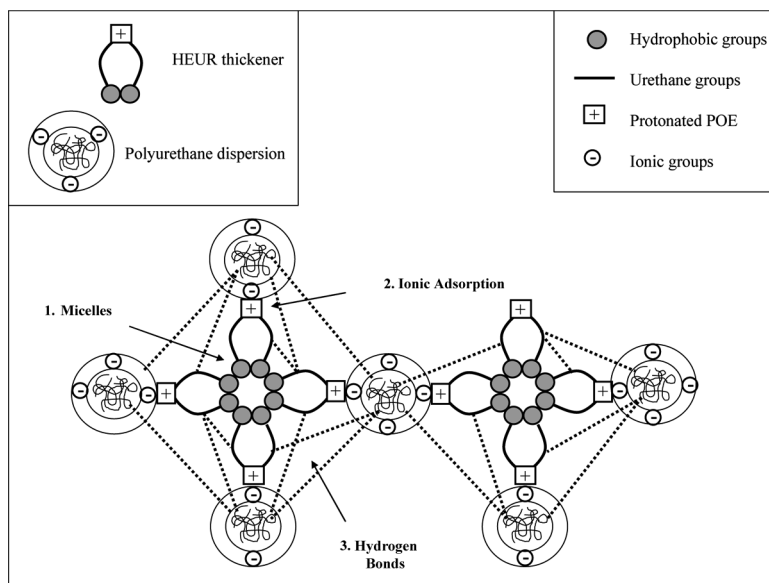 +
HEUR thickener
Polyurethane dispersion
Hydrophobic groups
Urethane groups
+ Protonated POE
Ionic groups
1. Micelles
2. Ionic Adsorption
3. Hydrogen
Bonds